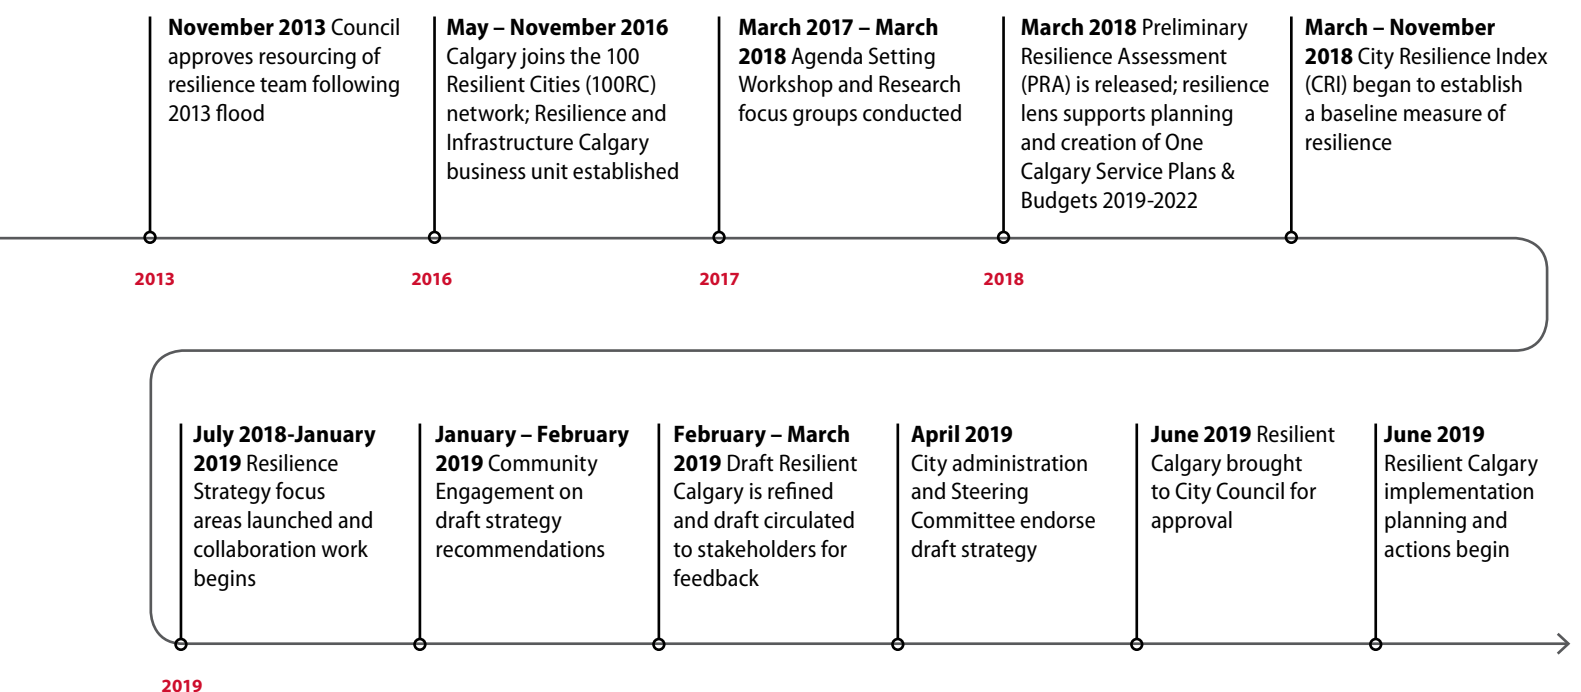 November 2013 Council
approves resourcing of
resilience team following
2013 flood
May – November 2016
Calgary joins the 100
Resilient Cities (100RC)
network; Resilience and
Infrastructure Calgary
business unit established
March 2017 – March
2018 Agenda Setting
Workshop and Research
focus groups conducted
March 2018 Preliminary
Resilience Assessment
(PRA) is released; resilience
lens supports planning
and creation of One
Calgary Service Plans &
Budgets 2019-2022
March – November
2018 City Resilience Index
(CRI) began to establish
a baseline measure of
resilience
2013
2016
2017
2018
July 2018-January
2019 Resilience
Strategy focus
areas launched and
collaboration work
begins
January – February
2019 Community
Engagement on
draft strategy
recommendations
February – March
2019 Draft Resilient
Calgary is refined
and draft circulated
to stakeholders for
feedback
April 2019
City administration
and Steering
Committee endorse
draft strategy
June 2019 Resilient
Calgary brought
to City Council for
approval
June 2019
Resilient Calgary
implementation
planning and
actions begin
2019